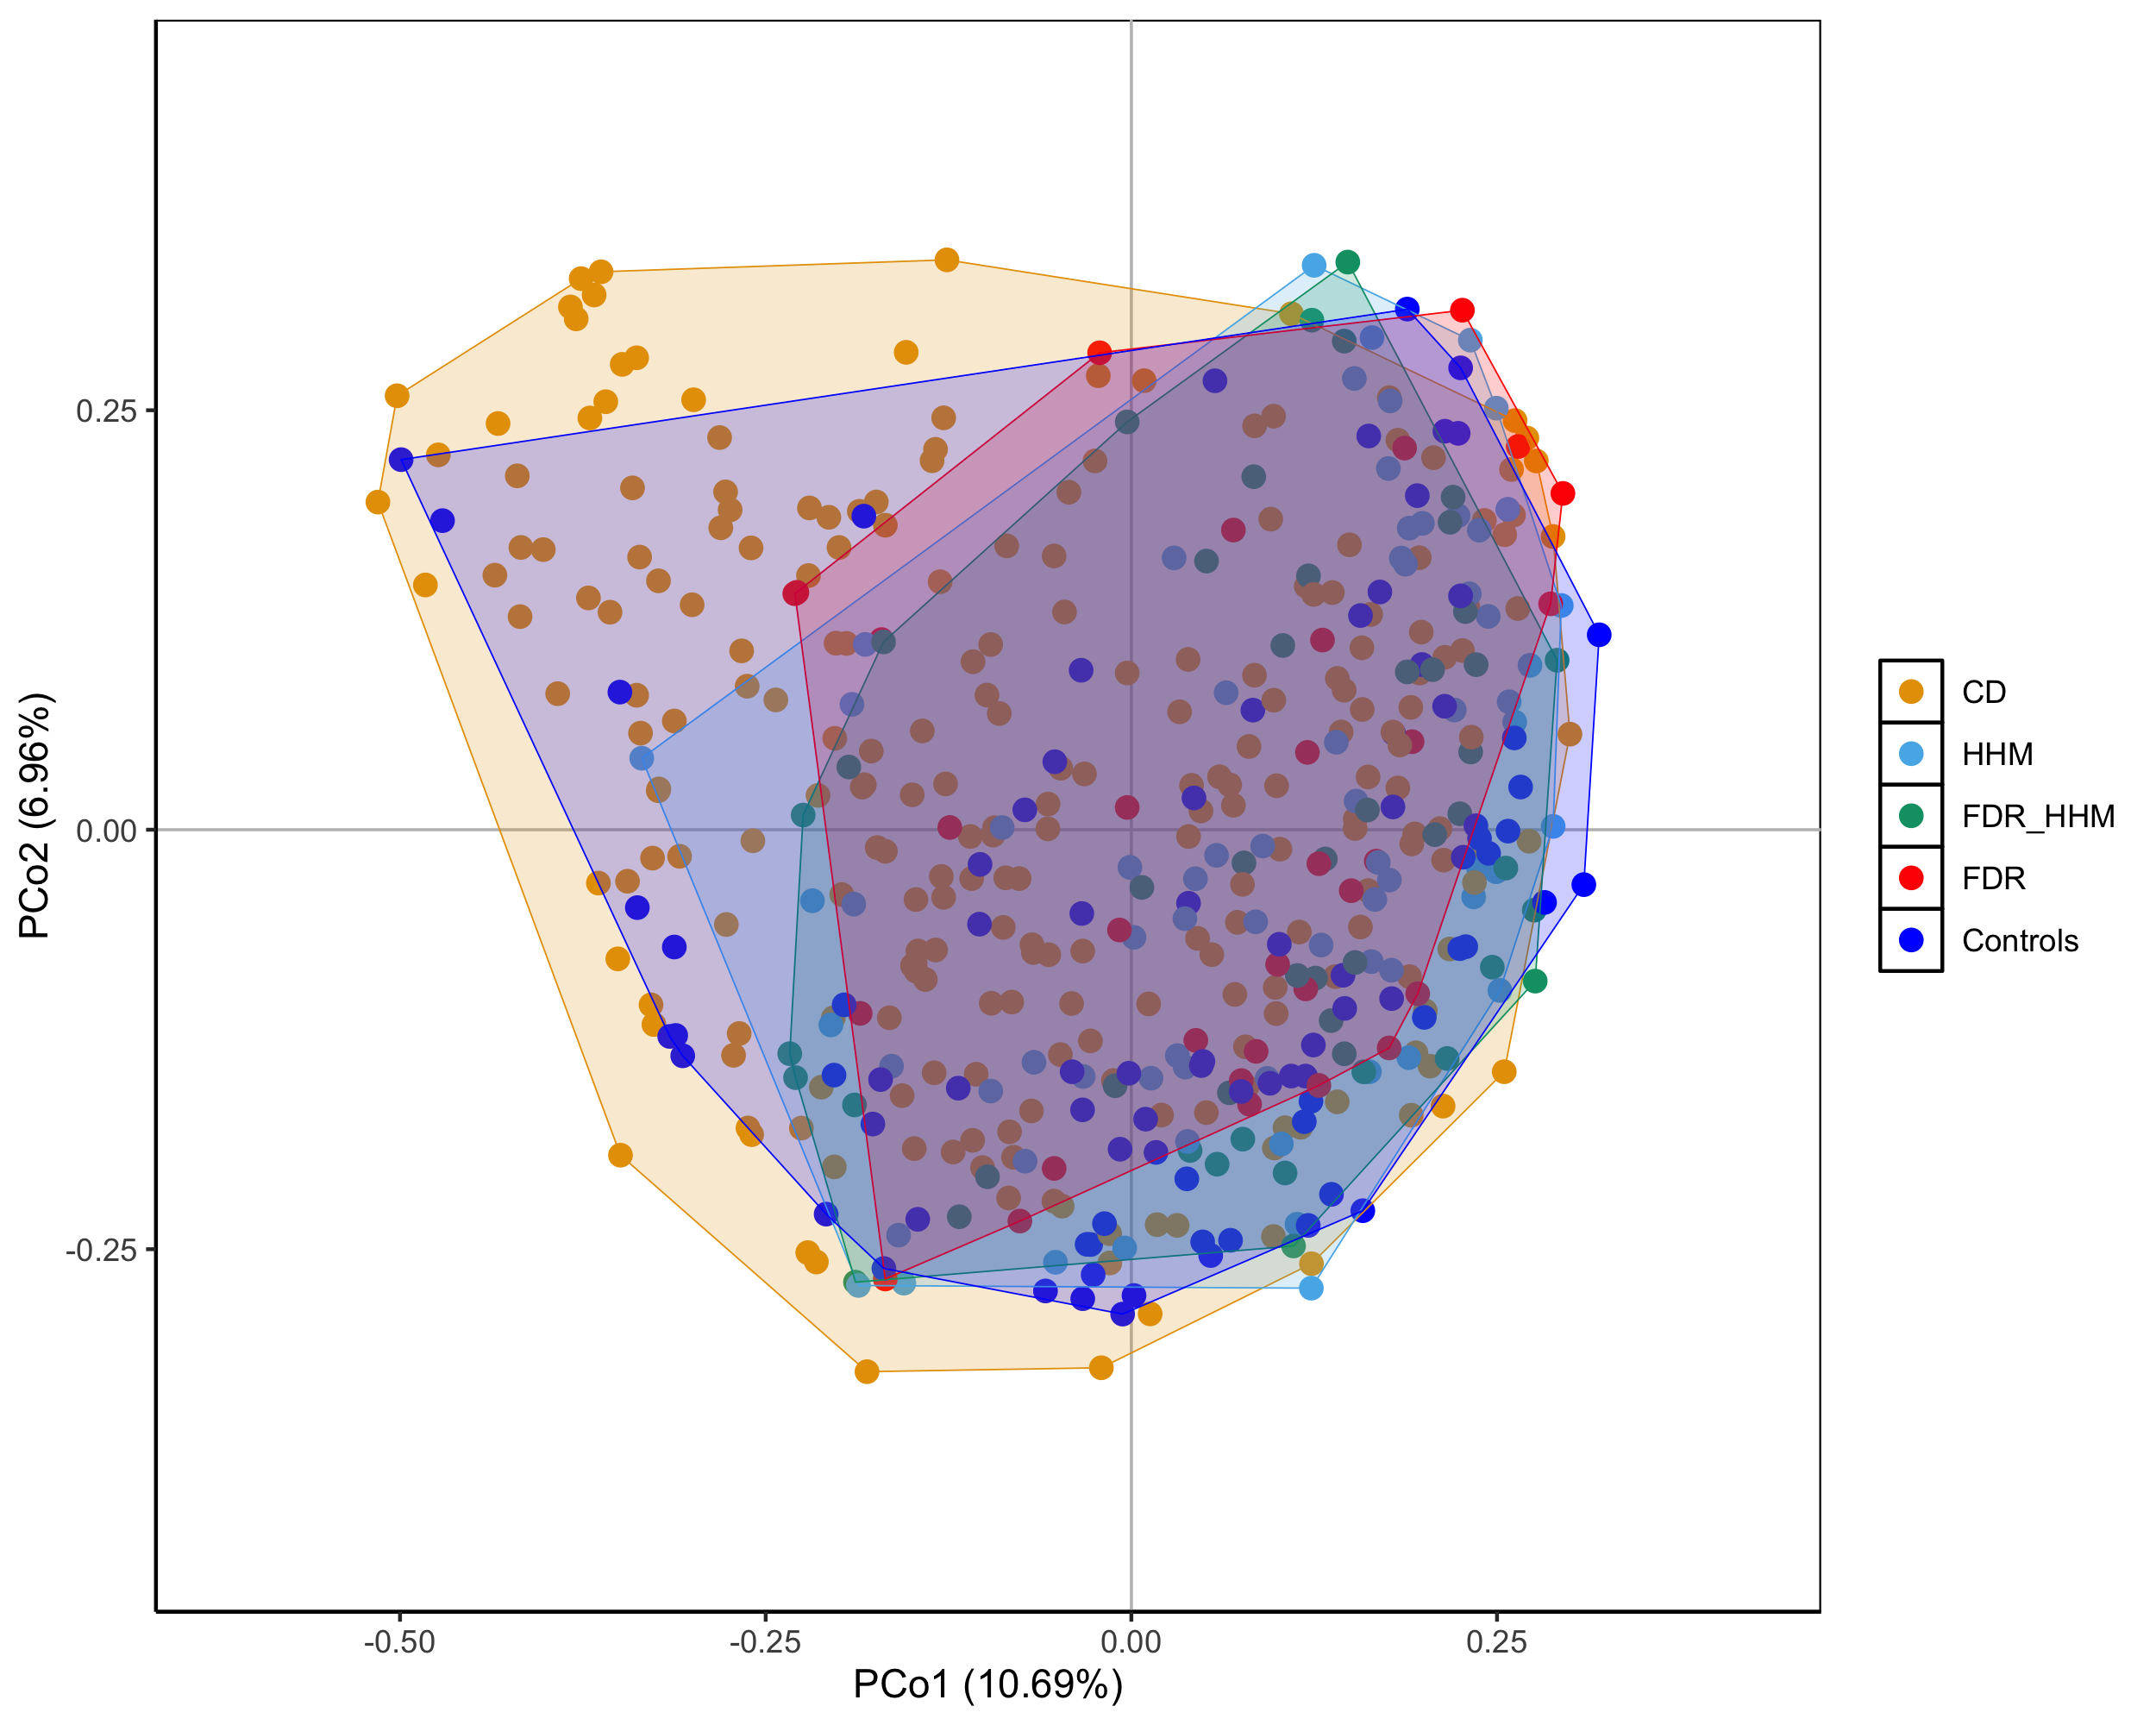 PCo2 (6.96%)
0.25
0.00
-0.25
-0.50
-0.25
0.00
0.25
PCo1 (10.69%)
CD
HHM
FDR_HHM
FDR
Controls